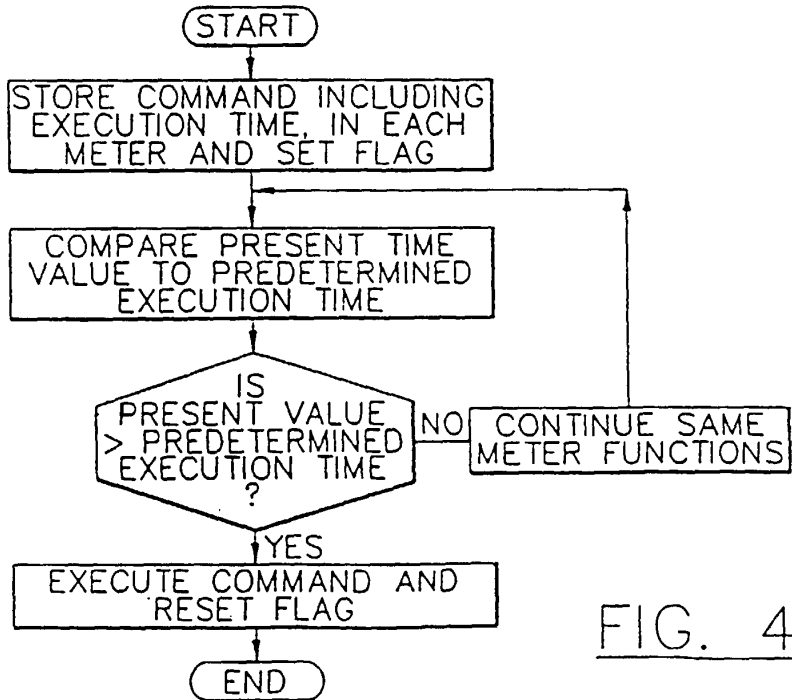 START
STORE COMMAND INCLUDING
EXECUTION TIME, IN EACH
METER AND SET FLAG
COMPARE PRESENT TIME
VALUE TO PREDETERMINED
EXECUTION TIME
IS
PRESENT VALUE
> PREDETERMINED
EXECUTION TIME
?
NO
CONTINUE SAME
METER FUNCTIONS
YES
EXECUTE COMMAND AND
RESET FLAG
END
FIG. 4